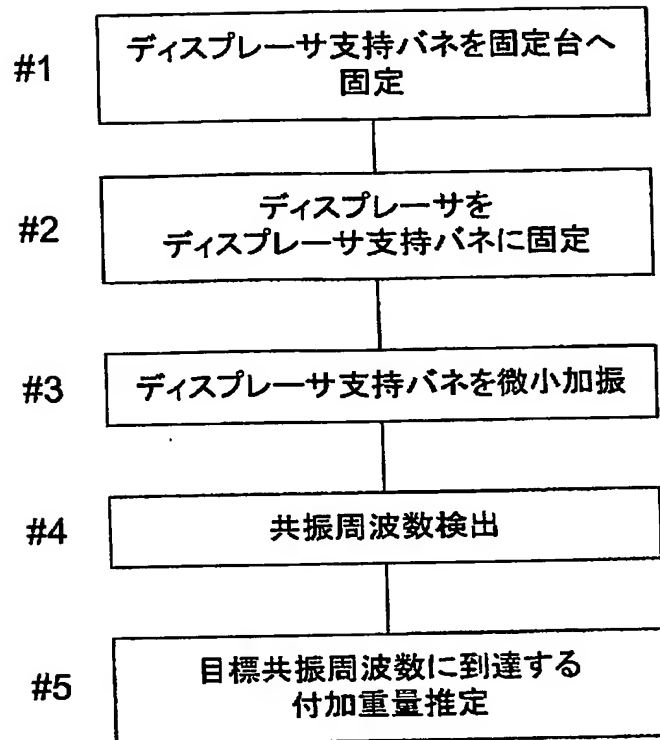 #1
ディスプレーサ支持バネを固定台へ
固定
#2
ディスプレーサを
ディスプレーサ支持バネに固定
#3
ディスプレーサ支持バネを微小加振
#4
共振周波数検出
#5
目標共振周波数に到達する
付加重量推定